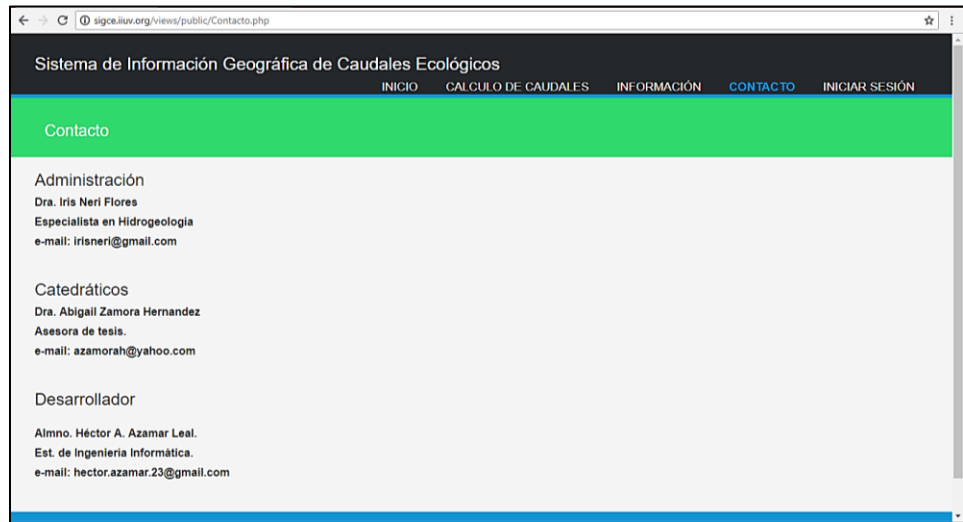 sigce.iiuv.org/views/public/Contacto.php
Sistema de Información Geográfica de Caudales Ecológicos
INICIO CALCULO DE CAUDALES INFORMACIÓN CONTACTO INICIAR SESIÓN
Contacto
Administración
Dra. Iris Neri Flores
Especialista en Hidrogeologia
e-mail: irisneri@gmail.com
Catedráticos
Dra. Abigail Zamora Hernandez
Asesora de tesis.
e-mail: azamorah@yahoo.com
Desarrollador
Almno. Héctor A. Azamar Leal.
Est. de Ingeniería Informática.
e-mail: hector.azamar.23@gmail.com